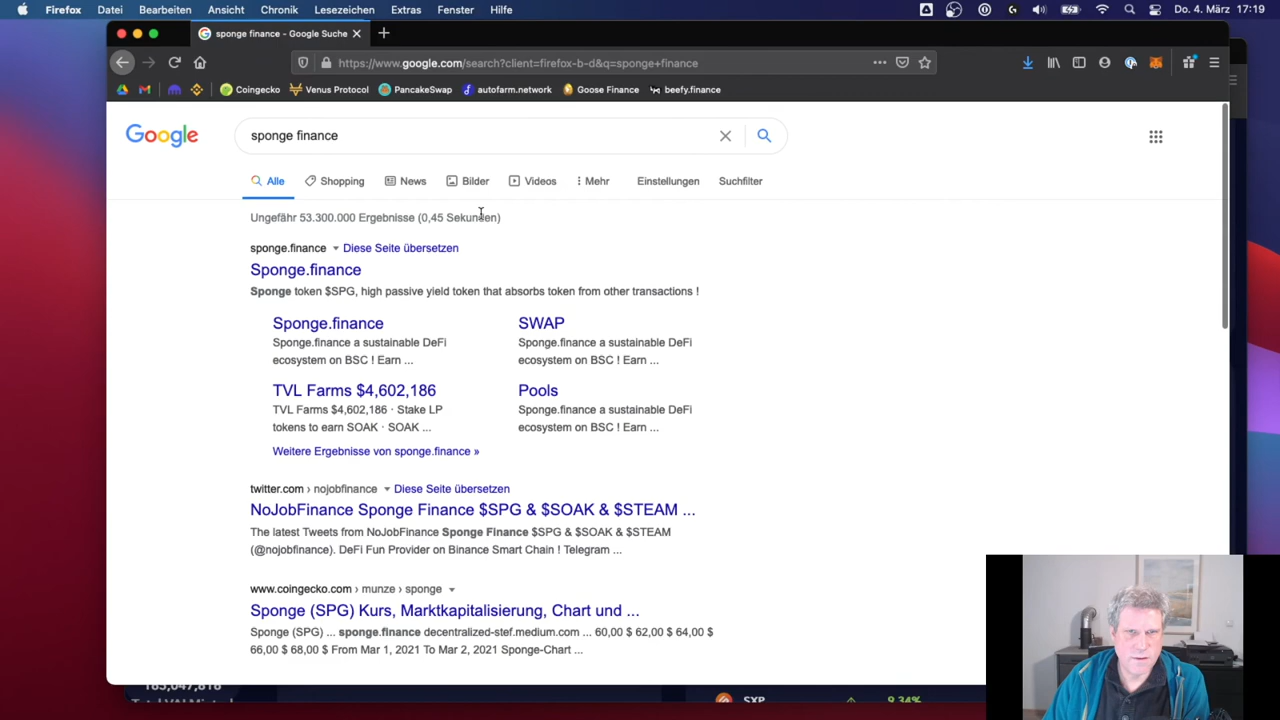 Firefox Datei Bearbeiten Ansicht Chronik Lesezeichen Extras Fenster Hilfe Do. 4. März 17:19
sponge finance - Google Suche
https://www.google.com/search?client=firefox-b-d&q=sponge+finance
Coingecko Venus Protocol PancakeSwap autofarm.network Goose Finance beefy.finance
Google sponge finance
Alle Shopping News Bilder Videos Mehr Einstellungen Suchfilter
Ungefähr 53.300.000 Ergebnisse (0,45 Sekunden)
sponge.finance Diese Seite übersetzen
Sponge.finance
Sponge token $SPG, high passive yield token that absorbs token from other transactions !
Sponge.finance
Sponge.finance a sustainable DeFi
ecosystem on BSC ! Earn ...
SWAP
Sponge.finance a sustainable DeFi
ecosystem on BSC ! Earn ...
TVL Farms $4,602,186
TVL Farms $4,602,186 · Stake LP
tokens to earn SOAK · SOAK ...
Pools
Sponge.finance a sustainable DeFi
ecosystem on BSC ! Earn ...
Weitere Ergebnisse von sponge.finance »
twitter.com › nojobfinance Diese Seite übersetzen
NoJobFinance Sponge Finance $SPG & $SOAK & $STEAM ...
The latest Tweets from NoJobFinance Sponge Finance $SPG & $SOAK & $STEAM
(@nojobfinance). DeFi Fun Provider on Binance Smart Chain ! Telegram ...
www.coingecko.com › munze › sponge
Sponge (SPG) Kurs, Marktkapitalisierung, Chart und ...
Sponge (SPG) ... sponge.finance decentralized-stef.medium.com ... 60,00 $ 62,00 $ 64,00 $
66,00 $ 68,00 $ From Mar 1, 2021 To Mar 2, 2021 Sponge-Chart ...
SXP 9.34%